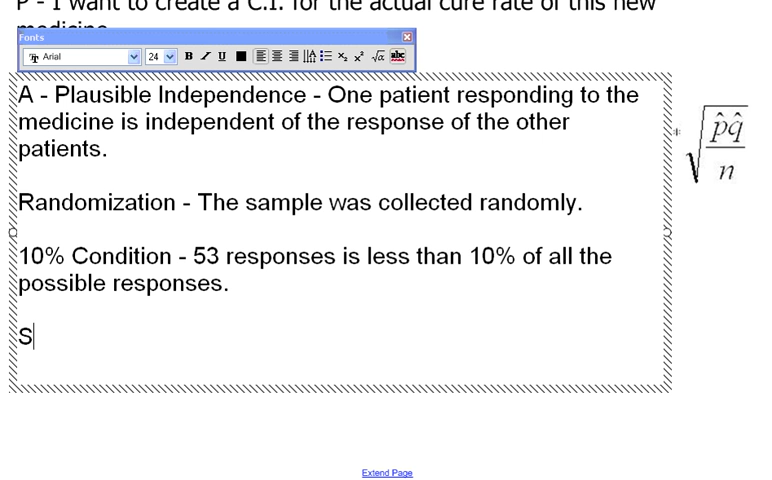 P - I want to create a C.I. for the actual cure rate of this new
Fonts
Arial 24 B I U
A - Plausible Independence - One patient responding to the
medicine is independent of the response of the other
patients.
* √(p̂q̂/n)
Randomization - The sample was collected randomly.
10% Condition - 53 responses is less than 10% of all the
possible responses.
S
Extend Page